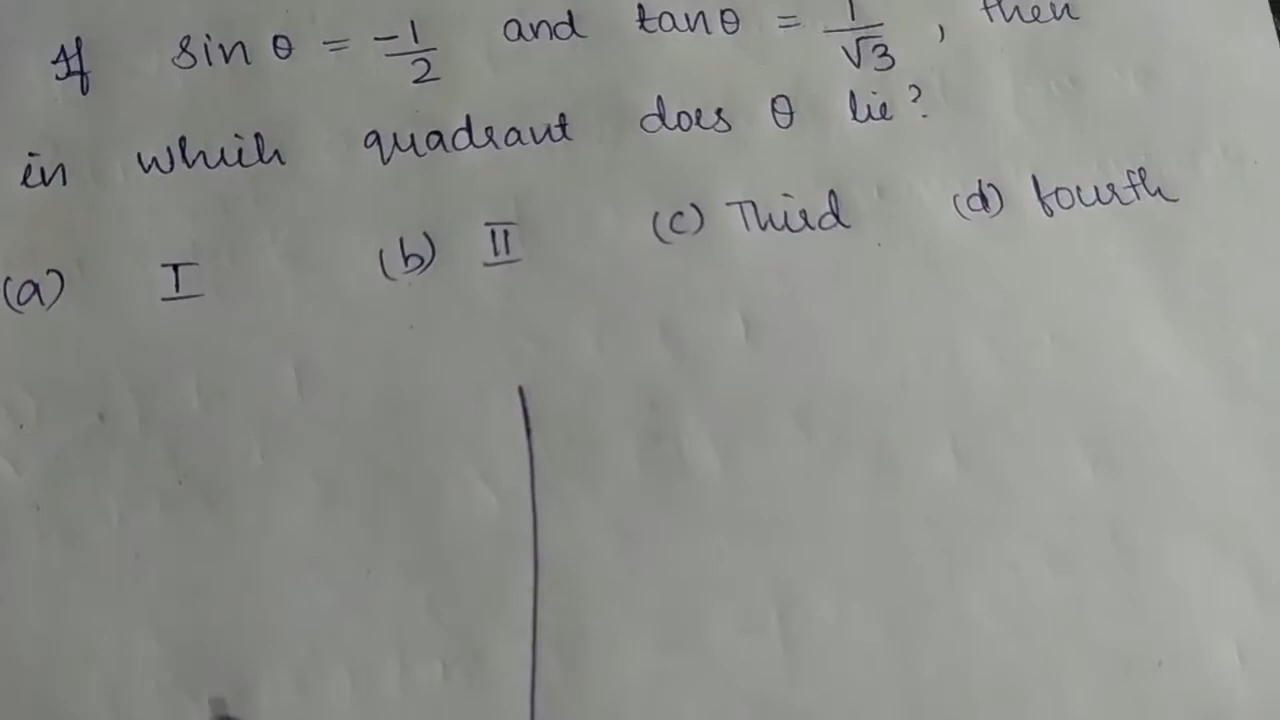 If sin θ = -1/2 and tan θ = 1/√3, then
in which quadrant does θ lie?
(a) I (b) II (c) Third (d) fourth